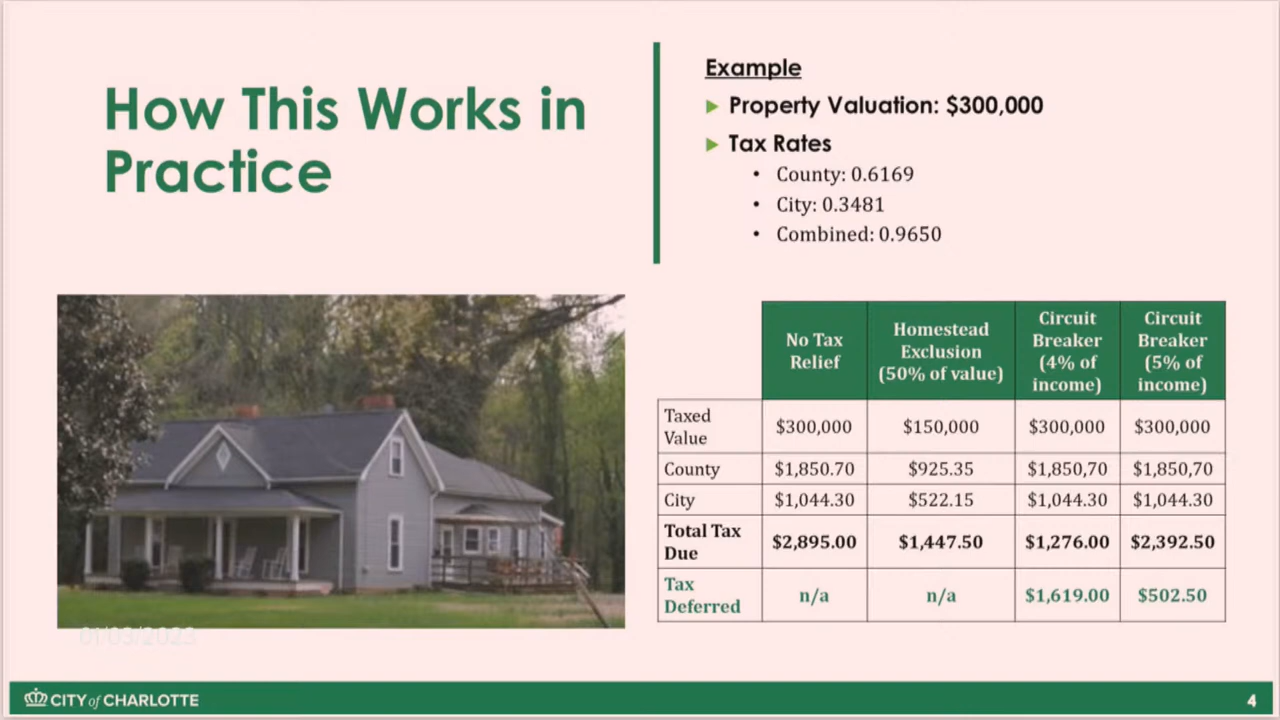 How This Works in
Practice
Example
Property Valuation: $300,000
Tax Rates
County: 0.6169
City: 0.3481
Combined: 0.9650
No Tax
Relief
Homestead
Exclusion
(50% of value)
Circuit
Breaker
(4% of
income)
Circuit
Breaker
(5% of
income)
Taxed
Value
$300,000
$150,000
$300,000
$300,000
County
$1,850.70
$925.35
$1,850,70
$1,850,70
City
$1,044.30
$522.15
$1,044.30
$1,044.30
Total Tax
Due
$2,895.00
$1,447.50
$1,276.00
$2,392.50
Tax
Deferred
n/a
n/a
$1,619.00
$502.50
01/03/2023
CITY of CHARLOTTE
4